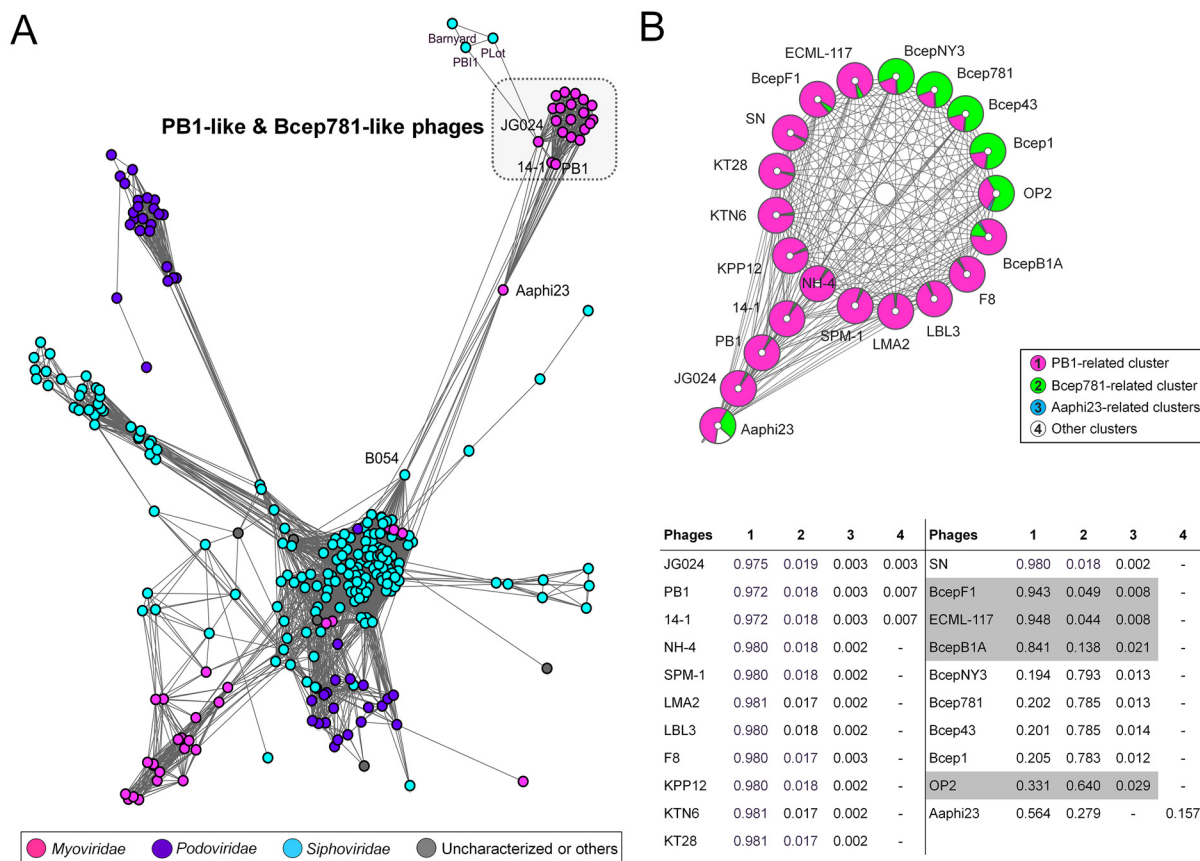 A
Barnyard
PLot
PBI1
PB1-like & Bcep781-like phages
JG024
14-1
PB1
Aaphi23
B054
Myoviridae
Podoviridae
Siphoviridae
Uncharacterized or others
B
ECML-117
BcepNY3
BcepF1
Bcep781
SN
Bcep43
KT28
Bcep1
KTN6
OP2
KPP12
BcepB1A
NH-4
F8
14-1
SPM-1
LMA2
LBL3
PB1
JG024
Aaphi23
1 PB1-related cluster
2 Bcep781-related cluster
3 Aaphi23-related clusters
4 Other clusters
Phages 1 2 3 4 Phages 1 2 3 4
JG024 0.975 0.019 0.003 0.003 SN 0.980 0.018 0.002 -
PB1 0.972 0.018 0.003 0.007 BcepF1 0.943 0.049 0.008 -
14-1 0.972 0.018 0.003 0.007 ECML-117 0.948 0.044 0.008 -
NH-4 0.980 0.018 0.002 - BcepB1A 0.841 0.138 0.021 -
SPM-1 0.980 0.018 0.002 - BcepNY3 0.194 0.793 0.013 -
LMA2 0.981 0.017 0.002 - Bcep781 0.202 0.785 0.013 -
LBL3 0.980 0.018 0.002 - Bcep43 0.201 0.785 0.014 -
F8 0.980 0.017 0.003 - Bcep1 0.205 0.783 0.012 -
KPP12 0.980 0.018 0.002 - OP2 0.331 0.640 0.029 -
KTN6 0.981 0.017 0.002 - Aaphi23 0.564 0.279 - 0.157
KT28 0.981 0.017 0.002 -